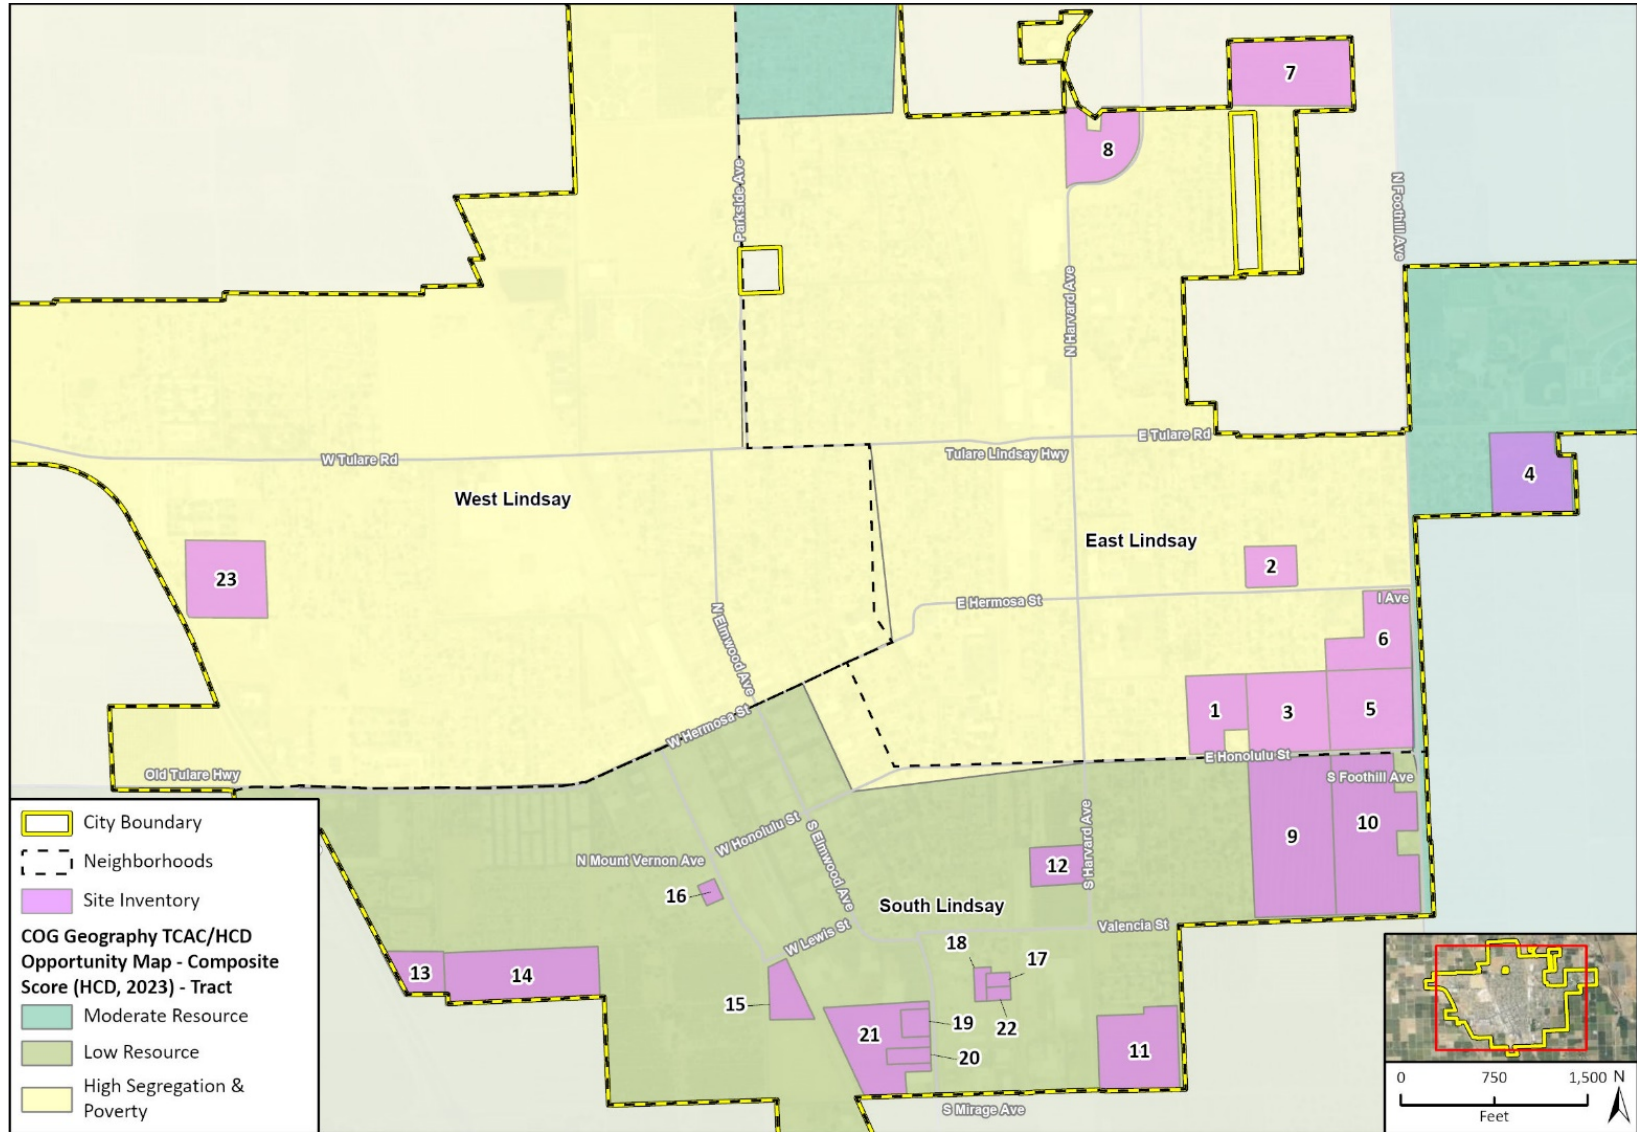 7
8
Parkside Ave
N Foothill Ave
N Harvard Ave
W Tulare Rd
Tulare Lindsay Hwy
E Tulare Rd
4
West Lindsay
East Lindsay
23
2
N Elmwood Ave
E Hermosa St
I Ave
6
1
3
5
W Hermosa St
E Honolulu St
Old Tulare Hwy
S Foothill Ave
9
10
W Honolulu St
N Mount Vernon Ave
S Elmwood Ave
12
S Harvard Ave
16
South Lindsay
Valencia St
W Lewis St
18
17
13
14
15
21
19
20
22
11
S Mirage Ave
City Boundary
Neighborhoods
Site Inventory
COG Geography TCAC/HCD
Opportunity Map - Composite
Score (HCD, 2023) - Tract
Moderate Resource
Low Resource
High Segregation &
Poverty
0 750 1,500 N
Feet